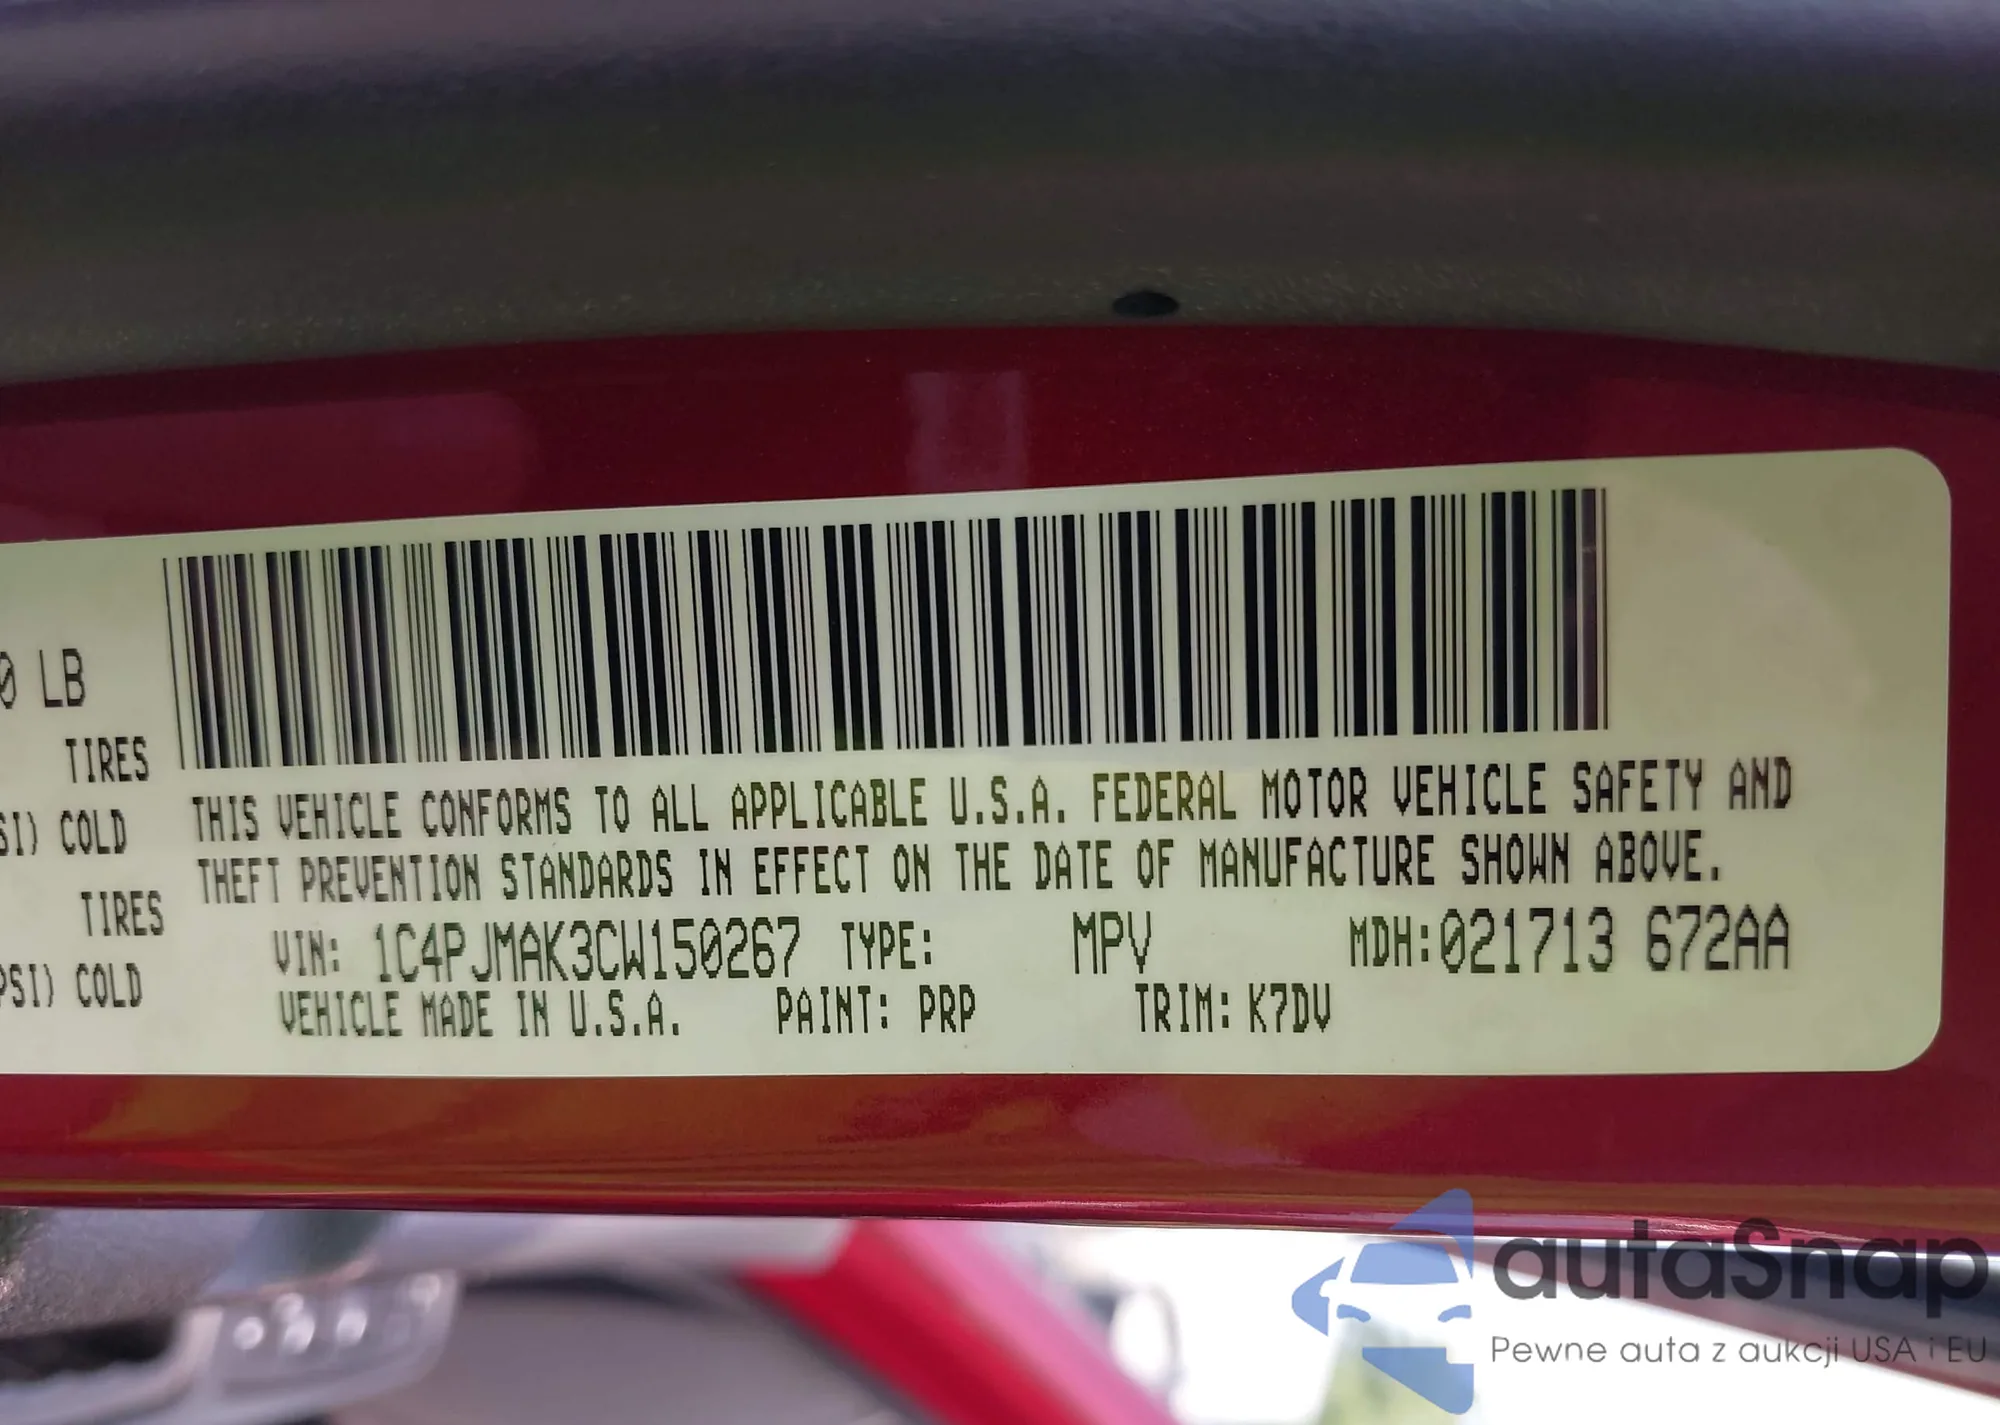 0 LB
TIRES
SI) COLD
TIRES
PSI) COLD
THIS VEHICLE CONFORMS TO ALL APPLICABLE U.S.A. FEDERAL MOTOR VEHICLE SAFETY AND
THEFT PREVENTION STANDARDS IN EFFECT ON THE DATE OF MANUFACTURE SHOWN ABOVE.
VIN: 1C4PJMAK3CW150267 TYPE: MPV MDH:021713 672AA
VEHICLE MADE IN U.S.A. PAINT: PRP TRIM: K7DV
autaSnap
Pewne auta z aukcji USA i EU